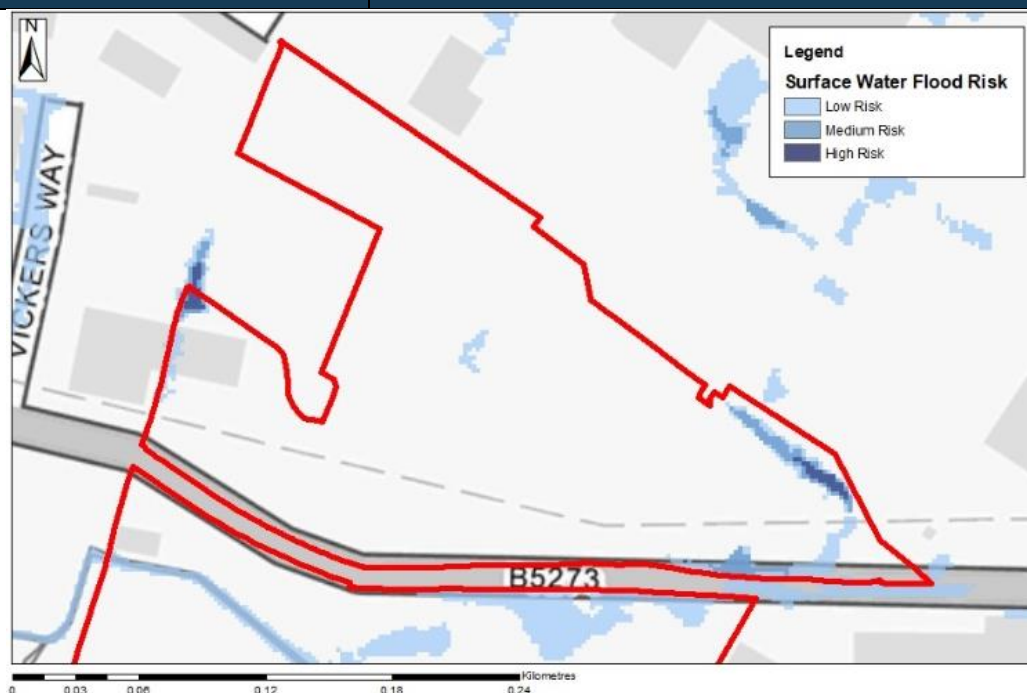 N
Legend
Surface Water Flood Risk
Low Risk
Medium Risk
High Risk
VICKERS WAY
B5273
Kilometres
0 0.03 0.06 0.12 0.18 0.24